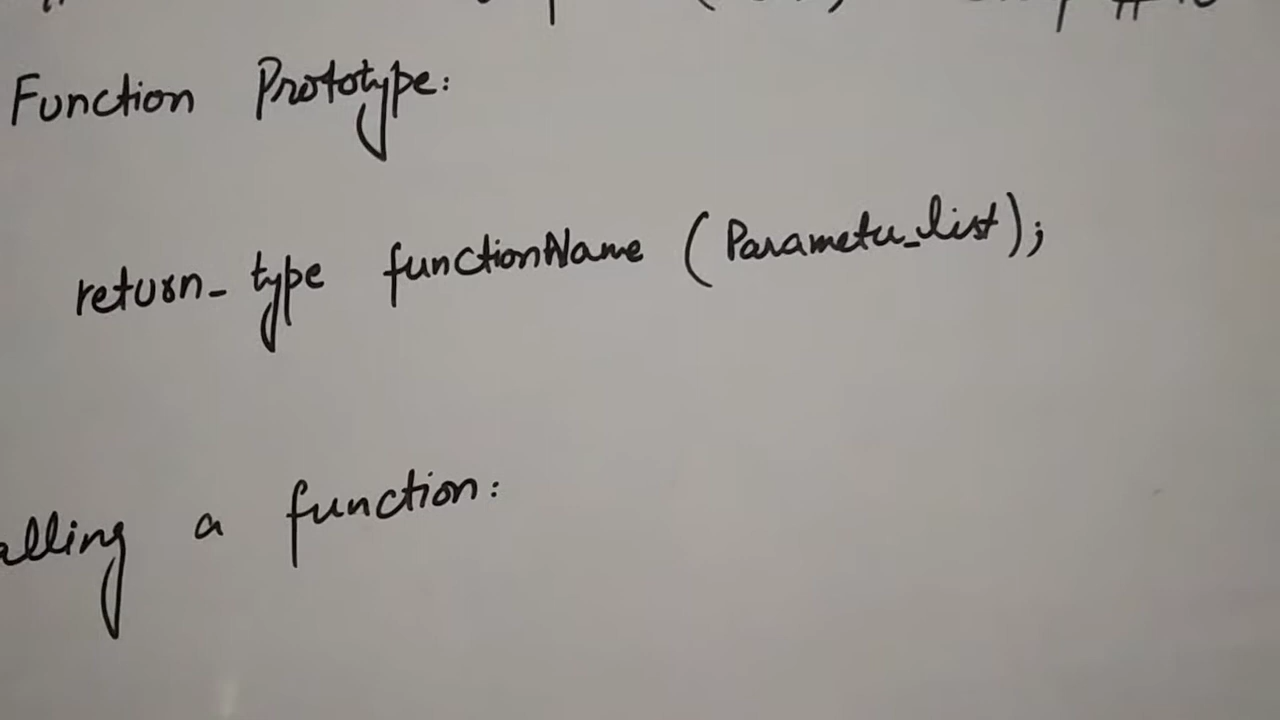 Function Prototype:
return_type functionName (Parameter_list);
alling a function: